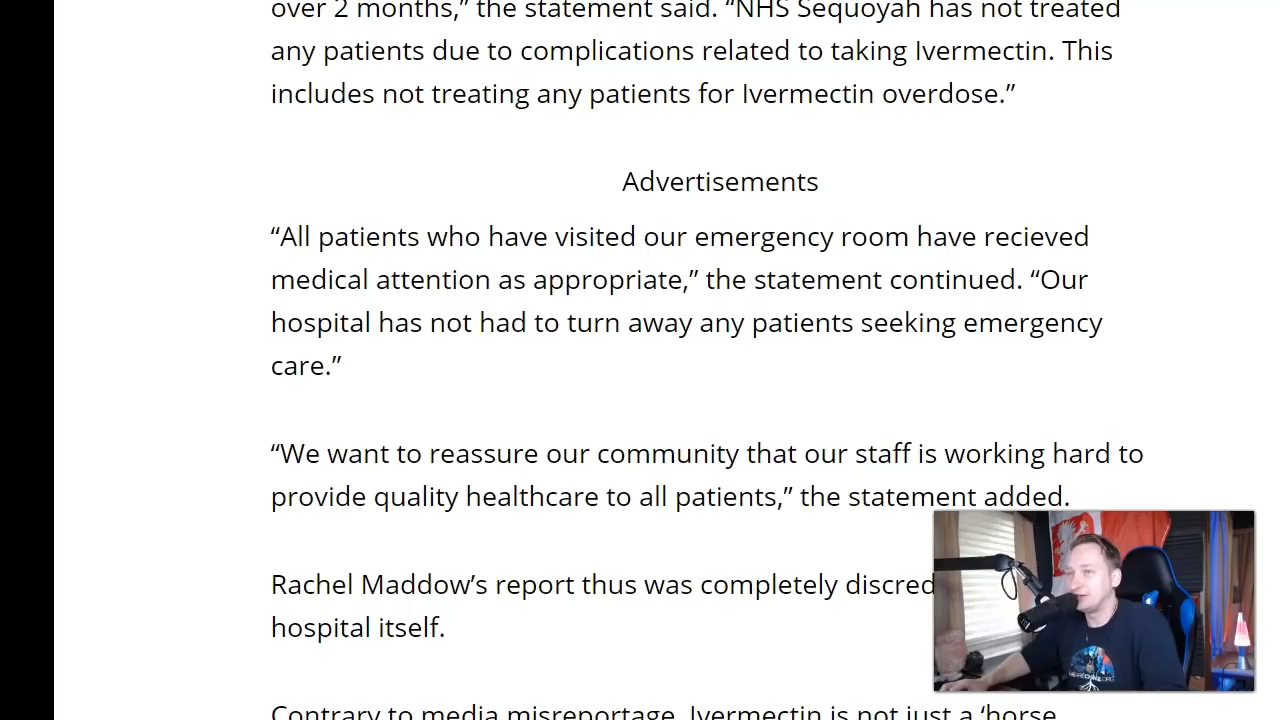 over 2 months,” the statement said. “NHS Sequoyah has not treated
any patients due to complications related to taking Ivermectin. This
includes not treating any patients for Ivermectin overdose.”
Advertisements
“All patients who have visited our emergency room have recieved
medical attention as appropriate,” the statement continued. “Our
hospital has not had to turn away any patients seeking emergency
care.”
“We want to reassure our community that our staff is working hard to
provide quality healthcare to all patients,” the statement added.
Rachel Maddow’s report thus was completely discred
hospital itself.
Contrary to media misreportage, Ivermectin is not just a ‘horse